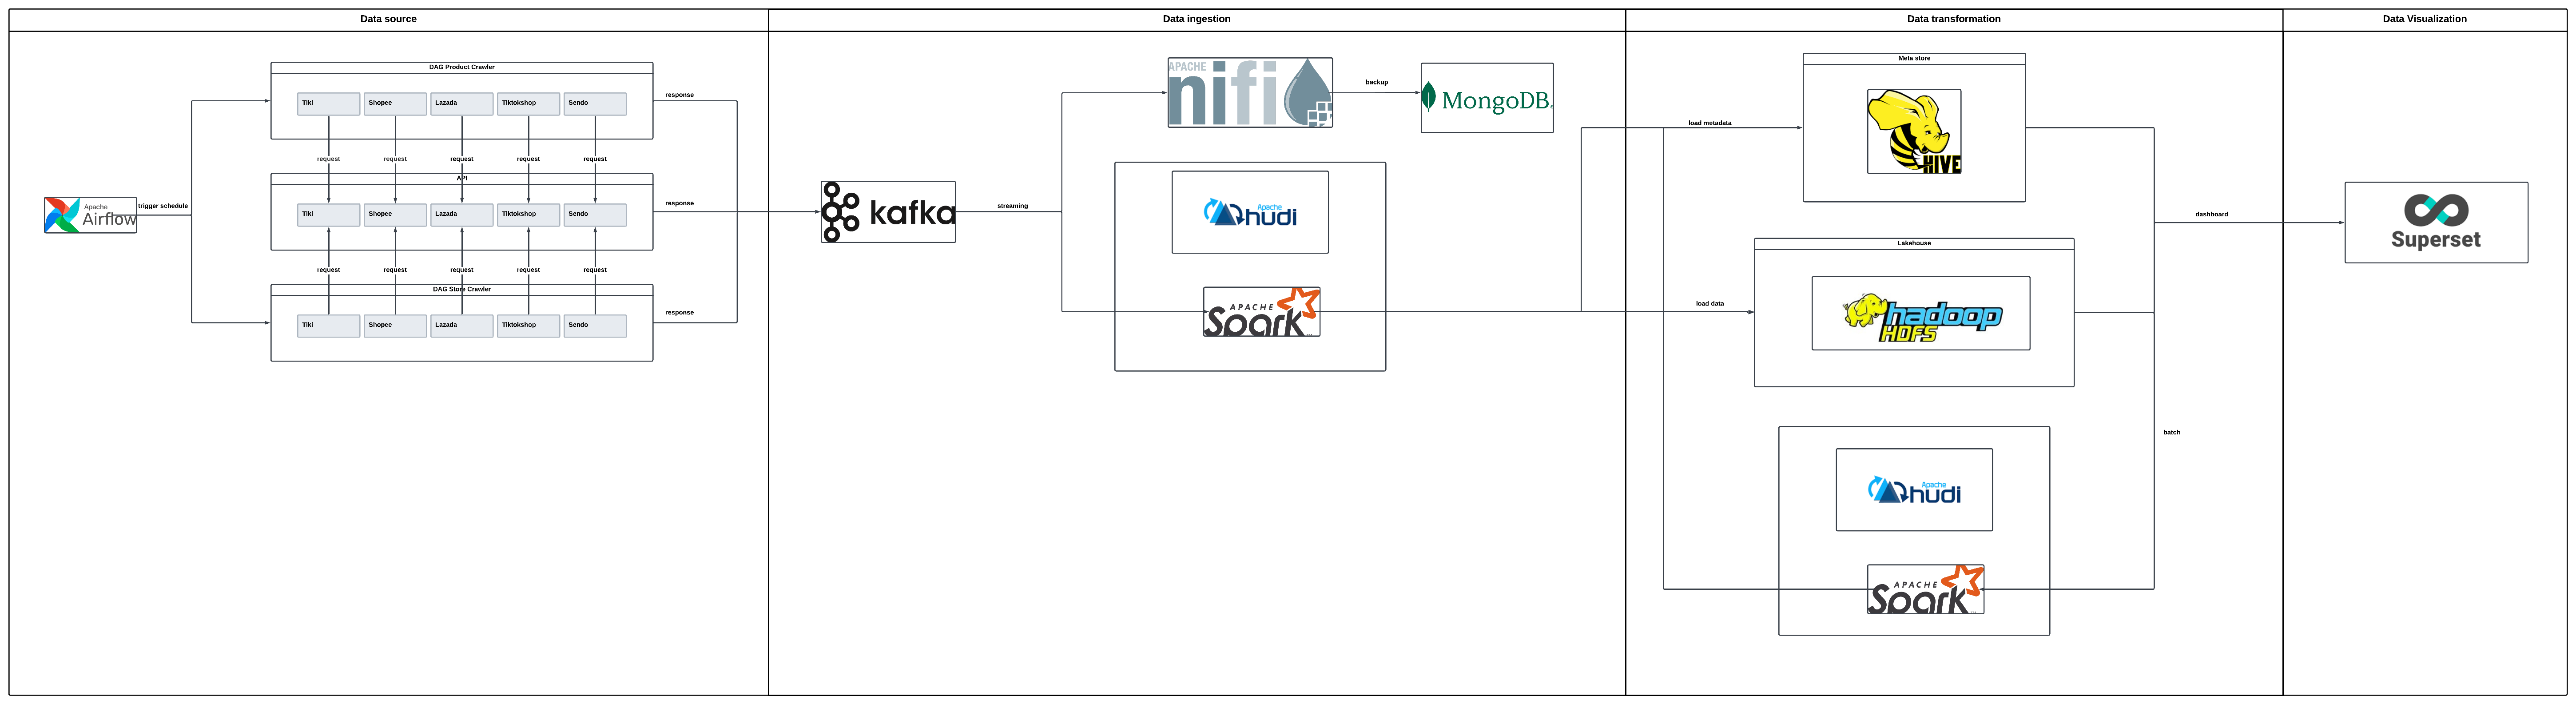 Data source
Data ingestion
Data transformation
Data Visualization
DAG Product Crawler
Tiki
Shopee
Lazada
Tiktokshop
Sendo
response
request
request
request
request
request
API
Tiki
Shopee
Lazada
Tiktokshop
Sendo
response
Apache
Airflow
trigger schedule
request
request
request
request
request
DAG Store Crawler
Tiki
Shopee
Lazada
Tiktokshop
Sendo
response
kafka
streaming
APACHE
nifi
backup
MongoDB
Apache
hudi
APACHE
Spark
load metadata
load data
Meta store
HIVE
Lakehouse
hadoop
HDFS
Apache
hudi
APACHE
Spark
batch
dashboard
Superset